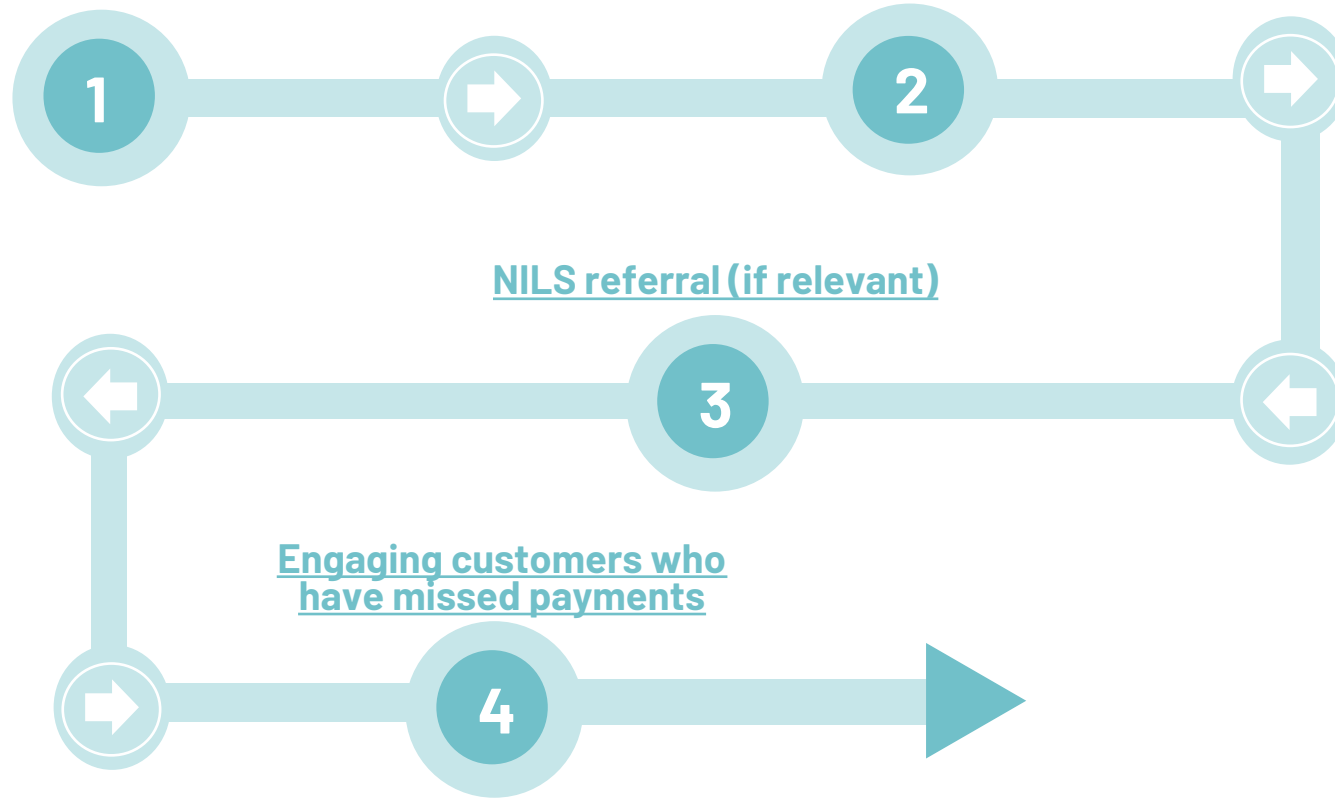 1
2
NILS referral (if relevant)
3
Engaging customers who
have missed payments
4